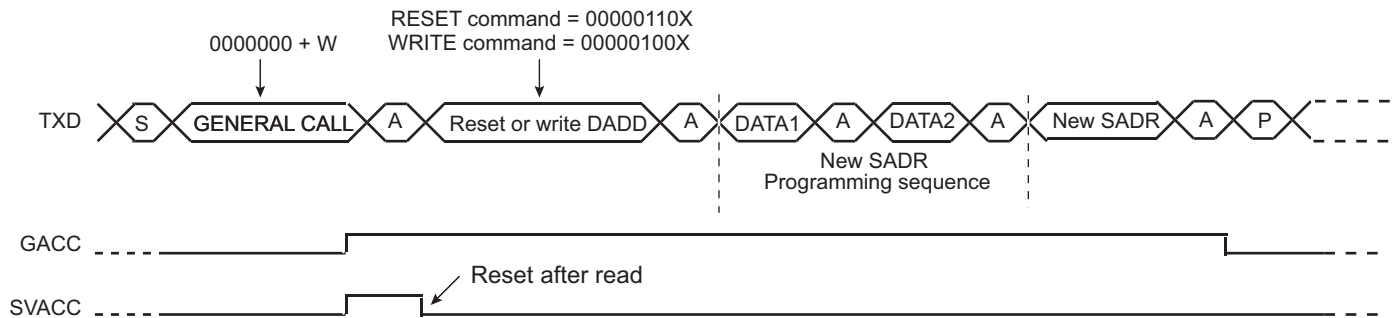 RESET command = 00000110X
0000000 + W
WRITE command = 00000100X
TXD
S
GENERAL CALL
A
Reset or write DADD
A
DATA1
A
DATA2
A
New SADR
A
P
New SADR
Programming sequence
GACC
Reset after read
SVACC